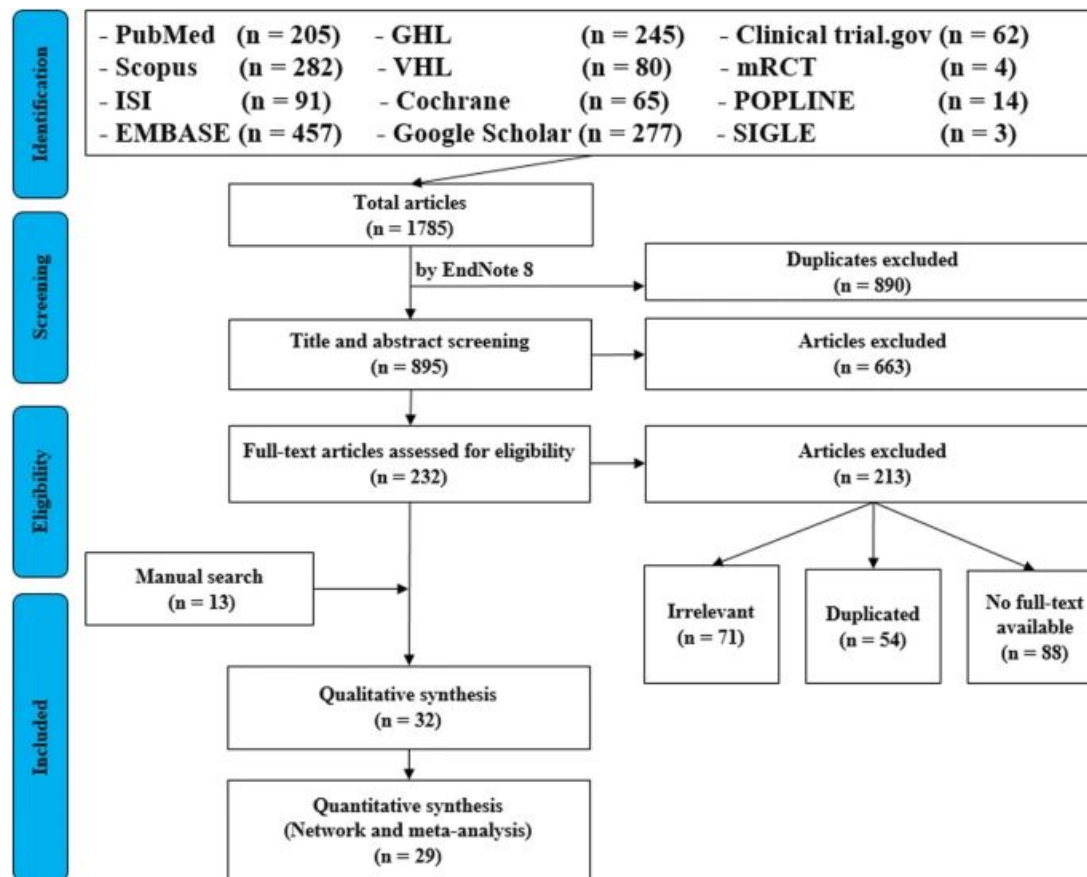 Identification
- PubMed (n = 205) - GHL (n = 245) - Clinical trial.gov (n = 62)
- Scopus (n = 282) - VHL (n = 80) - mRCT (n = 4)
- ISI (n = 91) - Cochrane (n = 65) - POPLINE (n = 14)
- EMBASE (n = 457) - Google Scholar (n = 277) - SIGLE (n = 3)
Screening
Total articles
(n = 1785)
by EndNote 8
Duplicates excluded
(n = 890)
Title and abstract screening
(n = 895)
Articles excluded
(n = 663)
Eligibility
Full-text articles assessed for eligibility
(n = 232)
Articles excluded
(n = 213)
Manual search
(n = 13)
Irrelevant
(n = 71)
Duplicated
(n = 54)
No full-text
available
(n = 88)
Included
Qualitative synthesis
(n = 32)
Quantitative synthesis
(Network and meta-analysis)
(n = 29)